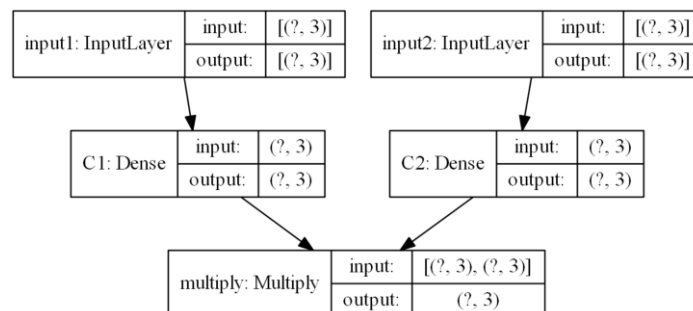 input1: InputLayer
input: [(?, 3)]
output: [(?, 3)]
input2: InputLayer
input: [(?, 3)]
output: [(?, 3)]
C1: Dense
input: (?, 3)
output: (?, 3)
C2: Dense
input: (?, 3)
output: (?, 3)
multiply: Multiply
input: [(?, 3), (?, 3)]
output: (?, 3)